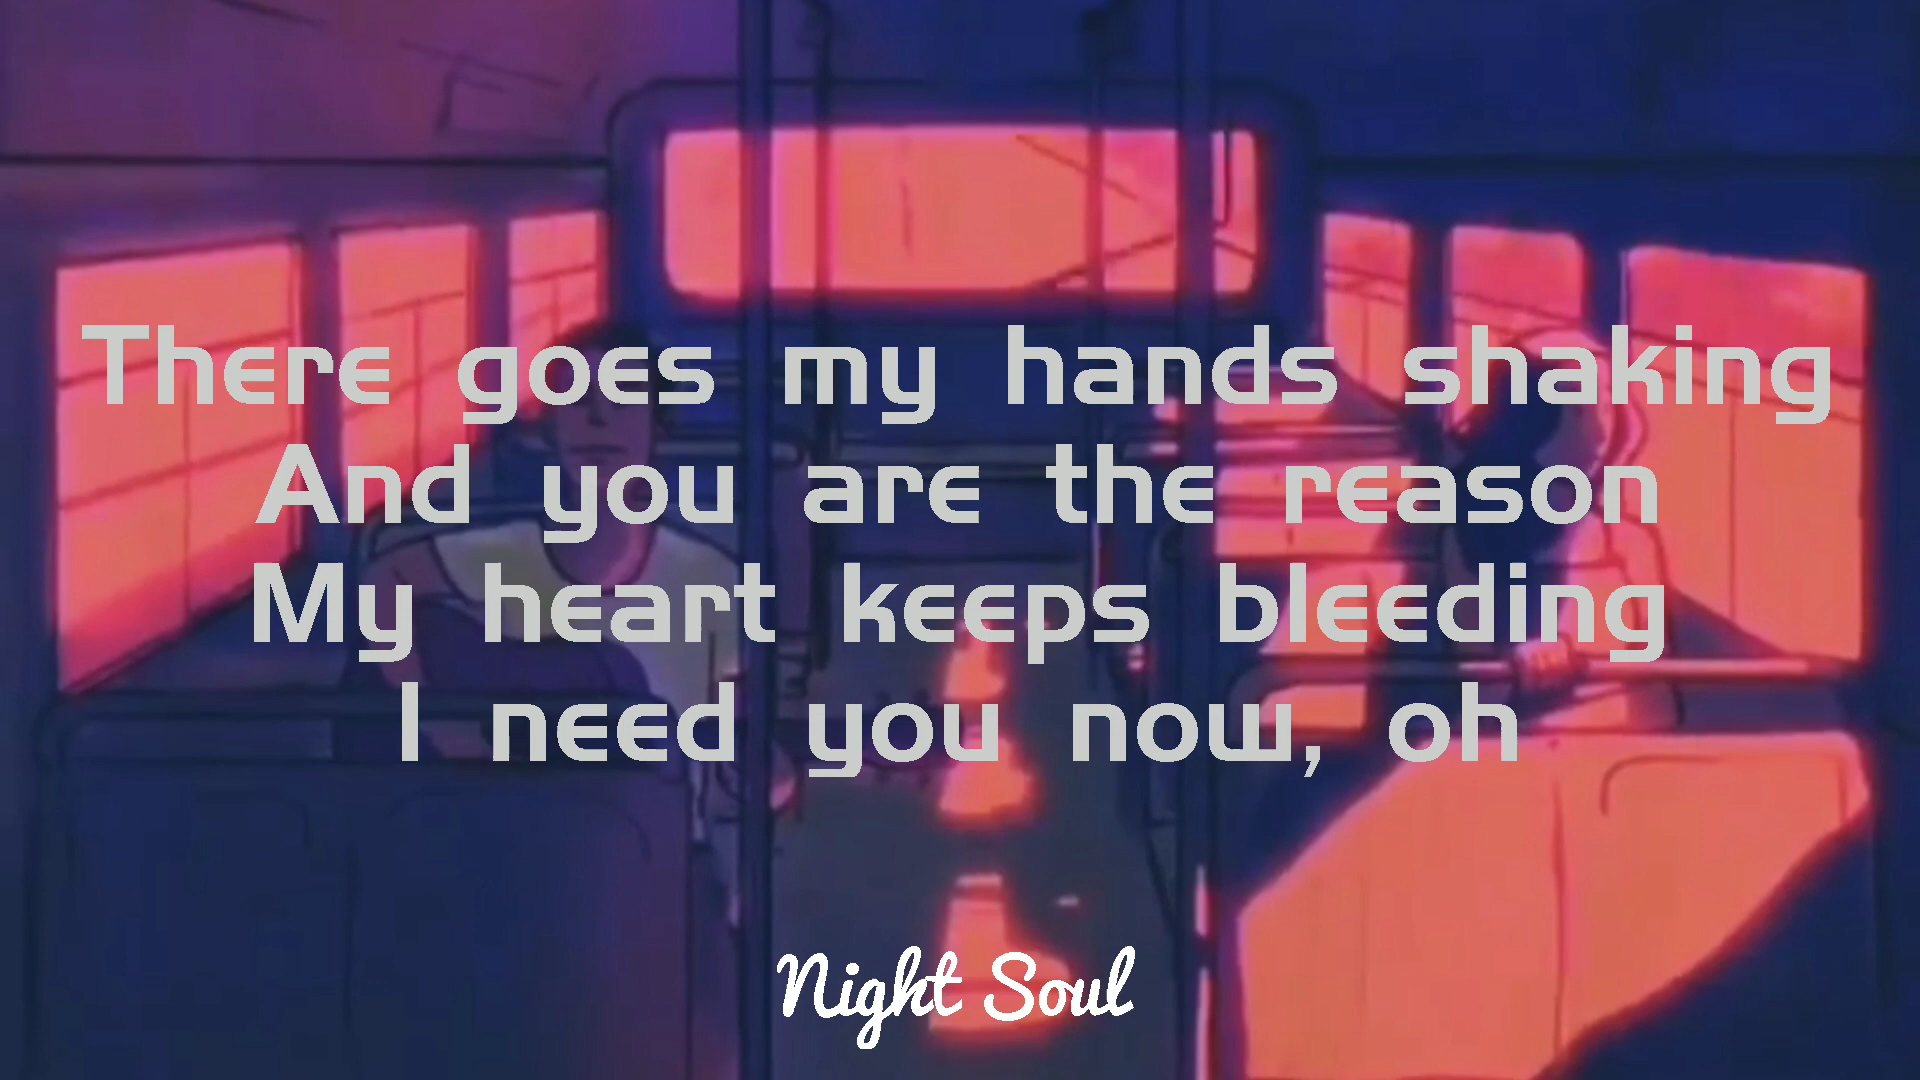 There goes my hands shaking
And you are the reason
My heart keeps bleeding
I need you now, oh
Night Soul